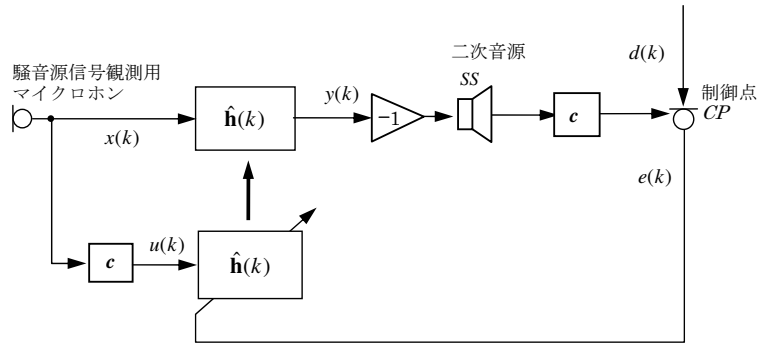 騒音源信号観測用
マイクロホン
x(k)
ĥ(k)
y(k)
−1
二次音源
SS
c
d(k)
制御点
CP
e(k)
c
u(k)
ĥ(k)